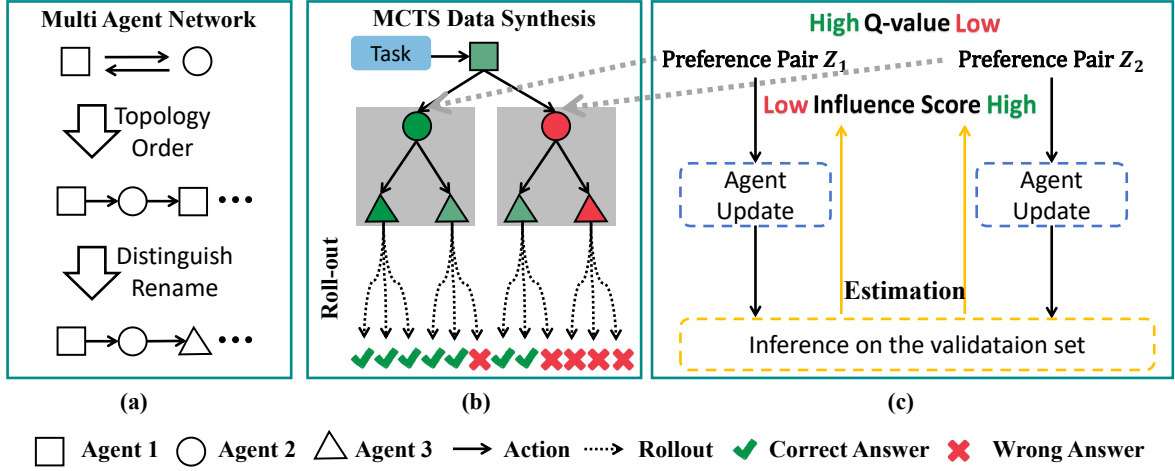 Multi Agent Network
Topology
Order
Distinguish
Rename
(a)
MCTS Data Synthesis
Task
Roll-out
(b)
High Q-value Low
Preference Pair Z1
Preference Pair Z2
Low Influence Score High
Agent
Update
Agent
Update
Estimation
Inference on the validataion set
(c)
Agent 1 Agent 2 Agent 3 Action Rollout Correct Answer Wrong Answer